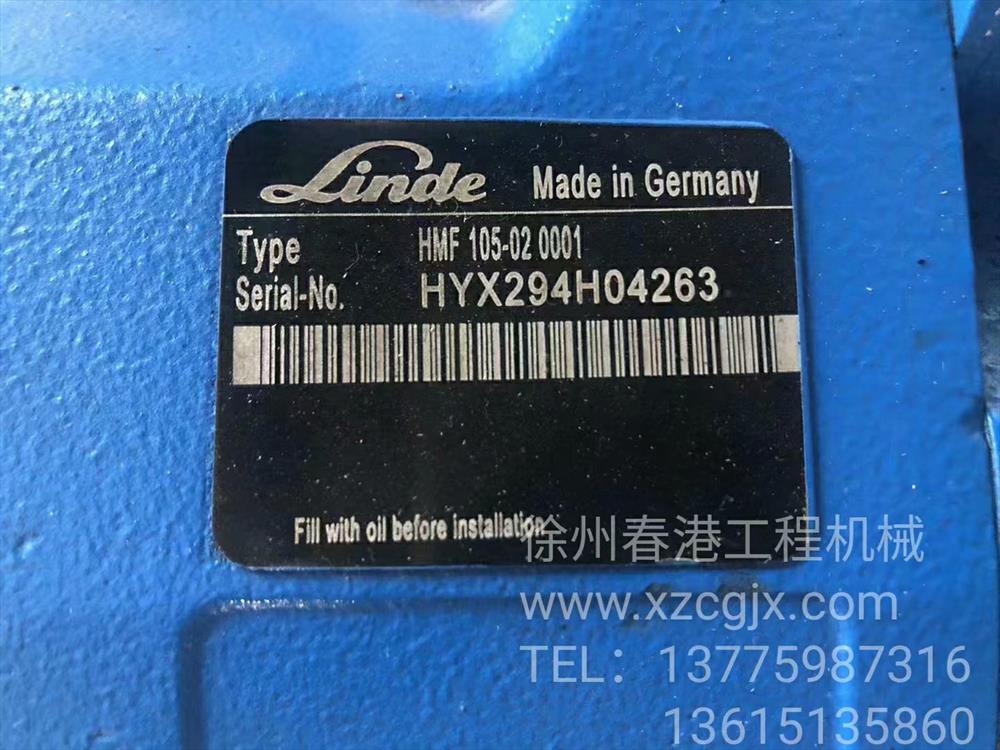 Linde Made in Germany
Type HMF 105-02 0001
Serial-No. HYX294H04263
Fill with oil before installation
徐州春港工程机械
www.xzcgjx.com
TEL：13775987316
13615135860